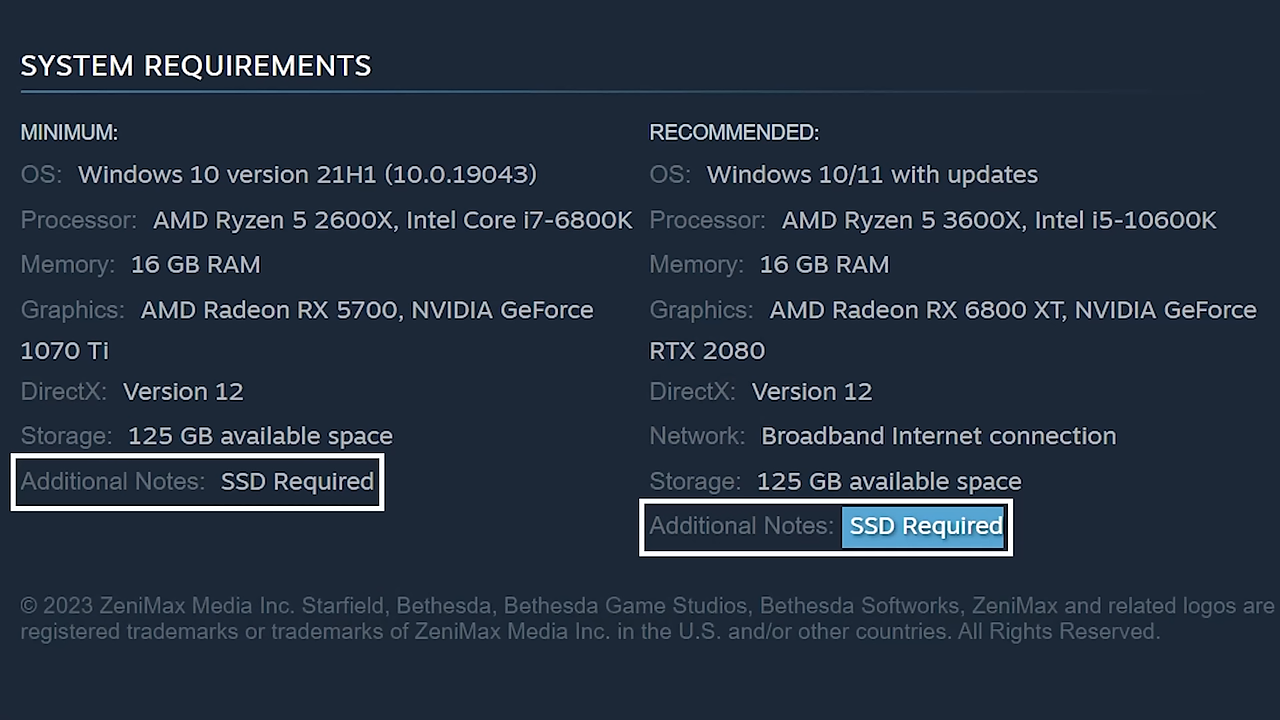 SYSTEM REQUIREMENTS
MINIMUM:
OS: Windows 10 version 21H1 (10.0.19043)
Processor: AMD Ryzen 5 2600X, Intel Core i7-6800K
Memory: 16 GB RAM
Graphics: AMD Radeon RX 5700, NVIDIA GeForce
1070 Ti
DirectX: Version 12
Storage: 125 GB available space
Additional Notes: SSD Required
RECOMMENDED:
OS: Windows 10/11 with updates
Processor: AMD Ryzen 5 3600X, Intel i5-10600K
Memory: 16 GB RAM
Graphics: AMD Radeon RX 6800 XT, NVIDIA GeForce
RTX 2080
DirectX: Version 12
Network: Broadband Internet connection
Storage: 125 GB available space
Additional Notes: SSD Required
© 2023 ZeniMax Media Inc. Starfield, Bethesda, Bethesda Game Studios, Bethesda Softworks, ZeniMax and related logos are
registered trademarks or trademarks of ZeniMax Media Inc. in the U.S. and/or other countries. All Rights Reserved.